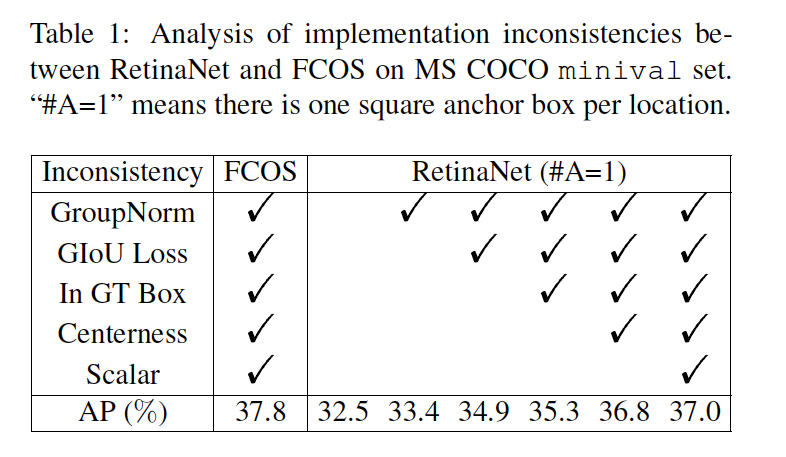 Table 1: Analysis of implementation inconsistencies be-
tween RetinaNet and FCOS on MS COCO minival set.
“#A=1” means there is one square anchor box per location.
Inconsistency FCOS RetinaNet (#A=1)
GroupNorm ✓ ✓ ✓ ✓ ✓ ✓
GIoU Loss ✓ ✓ ✓ ✓ ✓
In GT Box ✓ ✓ ✓ ✓
Centerness ✓ ✓ ✓
Scalar ✓ ✓
AP (%) 37.8 32.5 33.4 34.9 35.3 36.8 37.0